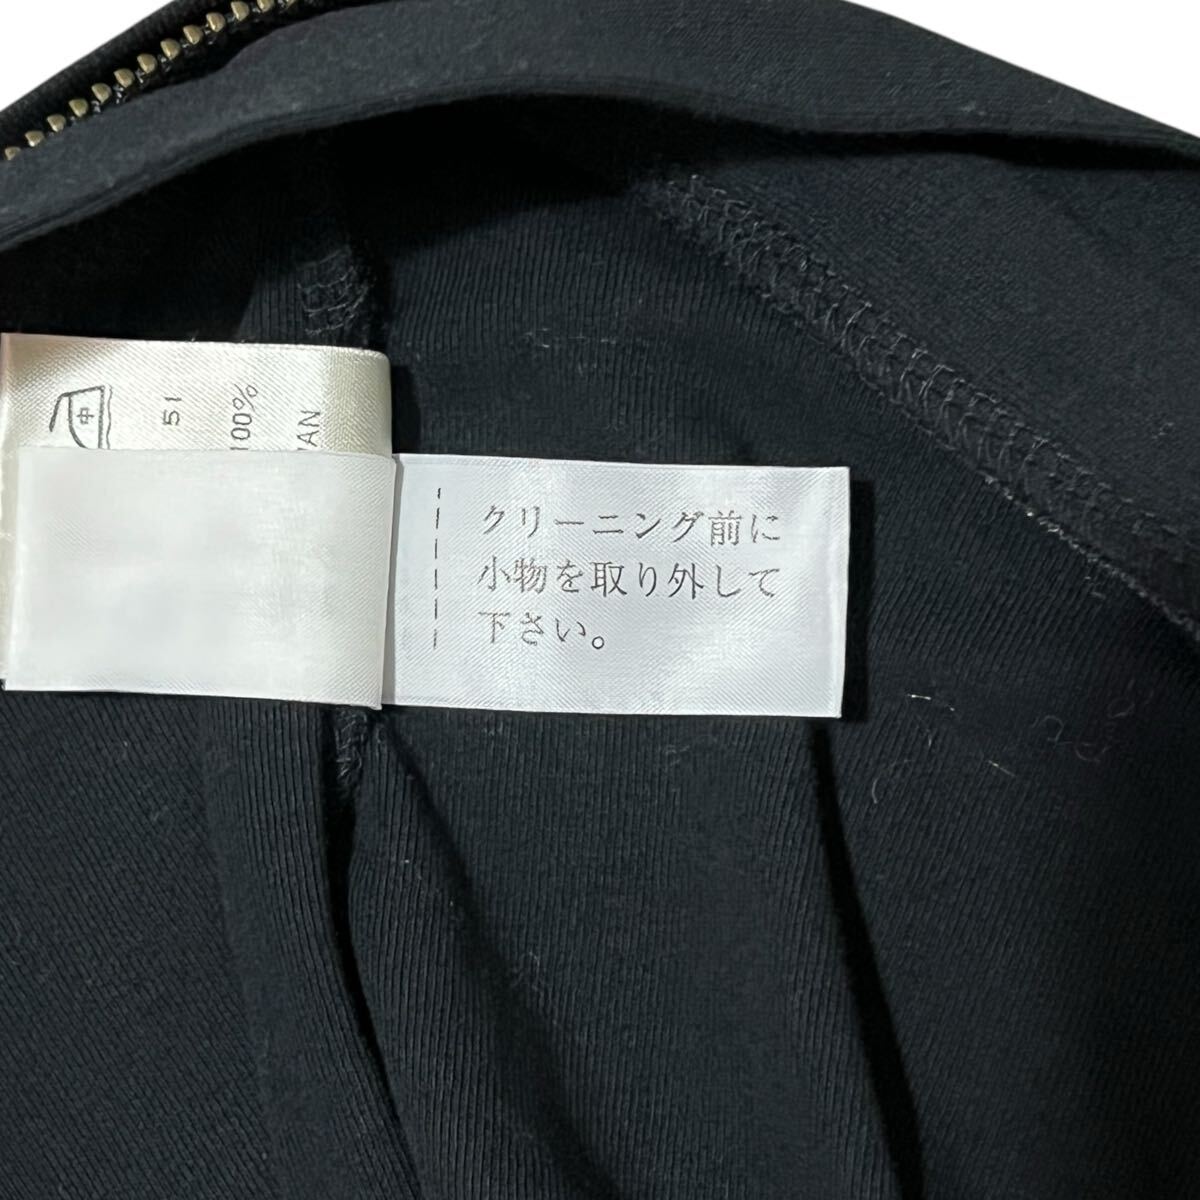 クリーニング前に
小物を取り外して
下さい。
中
51
100%